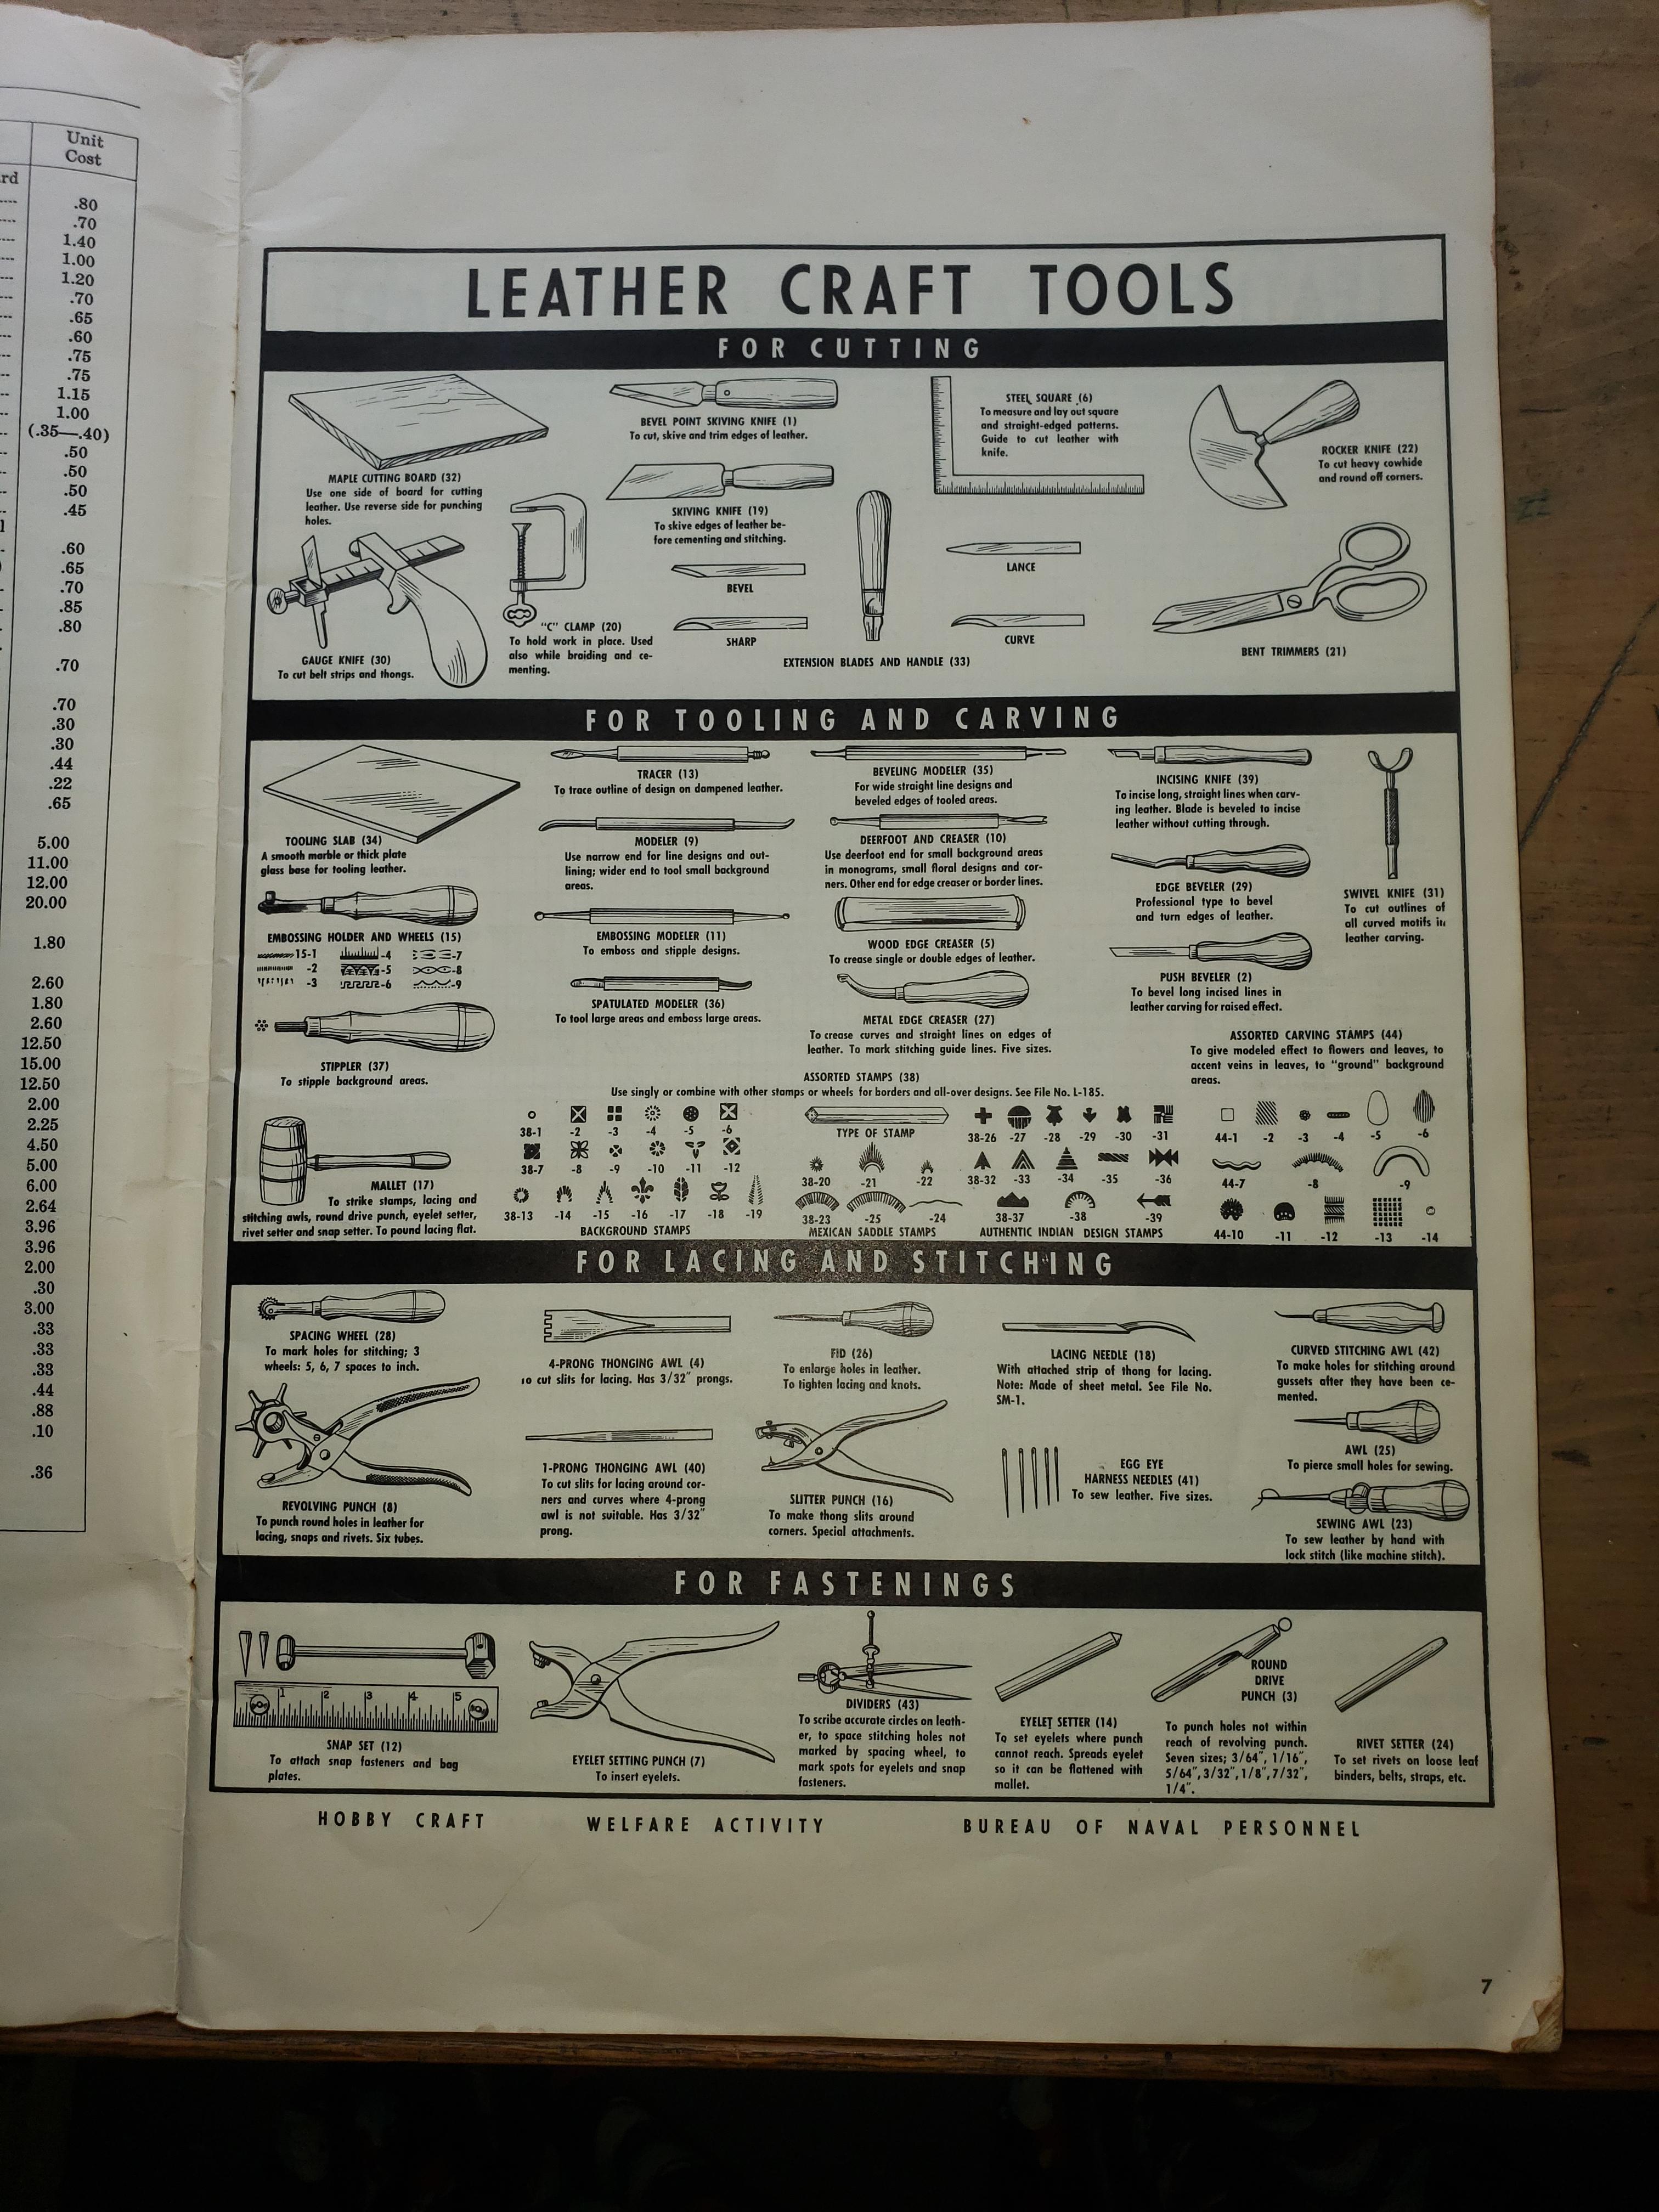 Unit
Cost
rd
.80
.70
1.40
1.00
1.20
.70
.65
.60
.75
.75
1.15
1.00
(.35—.40)
.50
.50
.50
.45
.60
.65
.70
.85
.80
.70
.70
.30
.30
.44
.22
.65
5.00
11.00
12.00
20.00
1.80
2.60
1.80
2.60
12.50
15.00
12.50
2.00
2.25
4.50
5.00
6.00
2.64
3.96
3.96
2.00
.30
3.00
.33
.33
.33
.44
.88
.10
.36
LEATHER CRAFT TOOLS
FOR CUTTING
MAPLE CUTTING BOARD (32)
Use one side of board for cutting
leather. Use reverse side for punching
holes.
BEVEL POINT SKIVING KNIFE (1)
To cut, skive and trim edges of leather.
STEEL SQUARE (6)
To measure and lay out square
and straight-edged patterns.
Guide to cut leather with
knife.
ROCKER KNIFE (22)
To cut heavy cowhide
and round off corners.
SKIVING KNIFE (19)
To skive edges of leather be-
fore cementing and stitching.
GAUGE KNIFE (30)
To cut belt strips and thongs.
"C" CLAMP (20)
To hold work in place. Used
also while braiding and ce-
menting.
BEVEL
SHARP
LANCE
CURVE
EXTENSION BLADES AND HANDLE (33)
BENT TRIMMERS (21)
FOR TOOLING AND CARVING
TOOLING SLAB (34)
A smooth marble or thick plate
glass base for tooling leather.
EMBOSSING HOLDER AND WHEELS (15)
15-1 -4 -7
-2 -5 -8
-3 -6 -9
STIPPLER (37)
To stipple background areas.
MALLET (17)
To strike stamps, lacing and
stitching awls, round drive punch, eyelet setter,
rivet setter and snap setter. To pound lacing flat.
TRACER (13)
To trace outline of design on dampened leather.
MODELER (9)
Use narrow end for line designs and out-
lining; wider end to tool small background
areas.
EMBOSSING MODELER (11)
To emboss and stipple designs.
SPATULATED MODELER (36)
To tool large areas and emboss large areas.
BEVELING MODELER (35)
For wide straight line designs and
beveled edges of tooled areas.
DEERFOOT AND CREASER (10)
Use deerfoot end for small background areas
in monograms, small floral designs and cor-
ners. Other end for edge creaser or border lines.
WOOD EDGE CREASER (5)
To crease single or double edges of leather.
METAL EDGE CREASER (27)
To crease curves and straight lines on edges of
leather. To mark stitching guide lines. Five sizes.
INCISING KNIFE (39)
To incise long, straight lines when carv-
ing leather. Blade is beveled to incise
leather without cutting through.
EDGE BEVELER (29)
Professional type to bevel
and turn edges of leather.
PUSH BEVELER (2)
To bevel long incised lines in
leather carving for raised effect.
SWIVEL KNIFE (31)
To cut outlines of
all curved motifs in
leather carving.
ASSORTED STAMPS (38)
Use singly or combine with other stamps or wheels for borders and all-over designs. See File No. L-185.
38-1 -2 -3 -4 -5 -6
38-7 -8 -9 -10 -11 -12
38-13 -14 -15 -16 -17 -18 -19
BACKGROUND STAMPS
TYPE OF STAMP
38-20 -21 -22
38-23 -25 -24
MEXICAN SADDLE STAMPS
38-26 -27 -28 -29 -30 -31
38-32 -33 -34 -35 -36
38-37 -38 -39
AUTHENTIC INDIAN DESIGN STAMPS
ASSORTED CARVING STAMPS (44)
To give modeled effect to flowers and leaves, to
accent veins in leaves, to "ground" background
areas.
44-1 -2 -3 -4 -5 -6
44-7 -8 -9
44-10 -11 -12 -13 -14
FOR LACING AND STITCHING
SPACING WHEEL (28)
To mark holes for stitching; 3
wheels: 5, 6, 7 spaces to inch.
4-PRONG THONGING AWL (4)
To cut slits for lacing. Has 3/32" prongs.
FID (26)
To enlarge holes in leather.
To tighten lacing and knots.
LACING NEEDLE (18)
With attached strip of thong for lacing.
Note: Made of sheet metal. See File No.
SM-1.
CURVED STITCHING AWL (42)
To make holes for stitching around
gussets after they have been ce-
mented.
REVOLVING PUNCH (8)
To punch round holes in leather for
lacing, snaps and rivets. Six tubes.
1-PRONG THONGING AWL (40)
To cut slits for lacing around cor-
ners and curves where 4-prong
awl is not suitable. Has 3/32"
prong.
SLITTER PUNCH (16)
To make thong slits around
corners. Special attachments.
EGG EYE
HARNESS NEEDLES (41)
To sew leather. Five sizes.
AWL (25)
To pierce small holes for sewing.
SEWING AWL (23)
To sew leather by hand with
lock stitch (like machine stitch).
FOR FASTENINGS
1 2 3 4 5
SNAP SET (12)
To attach snap fasteners and bag
plates.
EYELET SETTING PUNCH (7)
To insert eyelets.
DIVIDERS (43)
To scribe accurate circles on leath-
er, to space stitching holes not
marked by spacing wheel, to
mark spots for eyelets and snap
fasteners.
EYELET SETTER (14)
To set eyelets where punch
cannot reach. Spreads eyelet
so it can be flattened with
mallet.
ROUND
DRIVE
PUNCH (3)
To punch holes not within
reach of revolving punch.
Seven sizes; 3/64", 1/16",
5/64", 3/32", 1/8", 7/32",
1/4".
RIVET SETTER (24)
To set rivets on loose leaf
binders, belts, straps, etc.
HOBBY CRAFT WELFARE ACTIVITY BUREAU OF NAVAL PERSONNEL
7